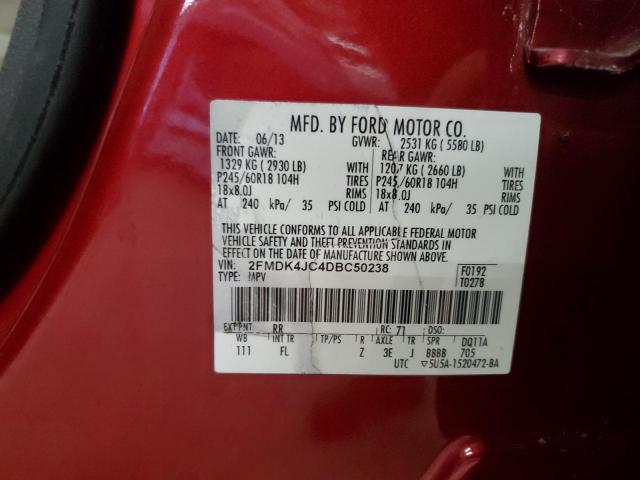 MFD. BY FORD MOTOR CO.
DATE: 06/13 GVWR: 2531 KG ( 5580 LB)
FRONT GAWR: REAR GAWR:
1329 KG ( 2930 LB) WITH 1207 KG ( 2660 LB) WITH
P245/60R18 104H TIRES P245/60R18 104H TIRES
18x8.0J RIMS 18x8.0J RIMS
AT 240 kPa/ 35 PSI COLD AT 240 kPa/ 35 PSI COLD
THIS VEHICLE CONFORMS TO ALL APPLICABLE FEDERAL MOTOR
VEHICLE SAFETY AND THEFT PREVENTION STANDARDS IN
EFFECT ON THE DATE OF MANUFACTURE SHOWN ABOVE.
VIN: 2FMDK4JC4DBC50238 F0192
TYPE: MPV T0278
EXT PNT RR RC: 71 DSO:
WB INT TR TP/PS R AXLE TR SPR DQ11A
111 FL Z 3E J BBBB 705
UTC ▽5U5A-1520472-BA